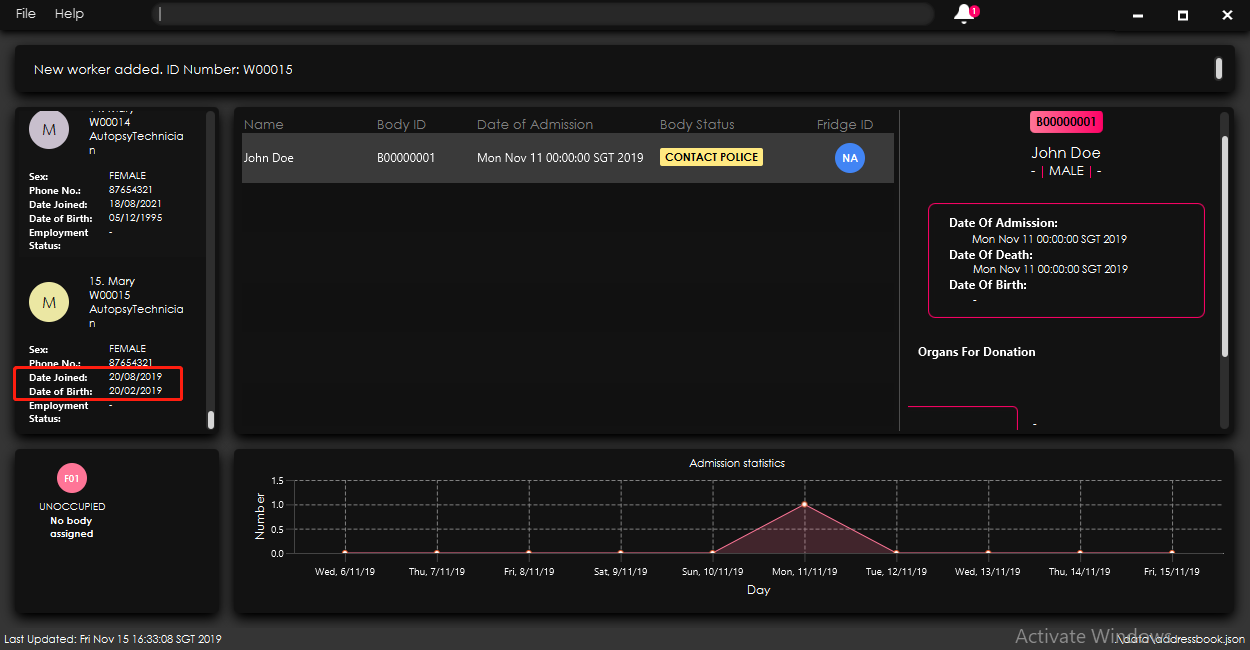 File Help
1
New worker added. ID Number: W00015
M
W00014
AutopsyTechnicia
n
Sex: FEMALE
Phone No.: 87654321
Date Joined: 18/08/2021
Date of Birth: 05/12/1995
Employment -
Status:
M
15. Mary
W00015
AutopsyTechnicia
n
Sex: FEMALE
Phone No.: 87654321
Date Joined: 20/08/2019
Date of Birth: 20/02/2019
Employment -
Status:
Name Body ID Date of Admission Body Status Fridge ID
John Doe B00000001 Mon Nov 11 00:00:00 SGT 2019 CONTACT POLICE NA
B00000001
John Doe
- | MALE | -
Date Of Admission:
Mon Nov 11 00:00:00 SGT 2019
Date Of Death:
Mon Nov 11 00:00:00 SGT 2019
Date Of Birth:
-
Organs For Donation
-
F01
UNOCCUPIED
No body
assigned
Admission statistics
Number
1.5
1.0
0.5
0.0
Wed, 6/11/19 Thu, 7/11/19 Fri, 8/11/19 Sat, 9/11/19 Sun, 10/11/19 Mon, 11/11/19 Tue, 12/11/19 Wed, 13/11/19 Thu, 14/11/19 Fri, 15/11/19
Day
Last Updated: Fri Nov 15 16:33:08 SGT 2019
Activate Windows
.\data\addressbook.json